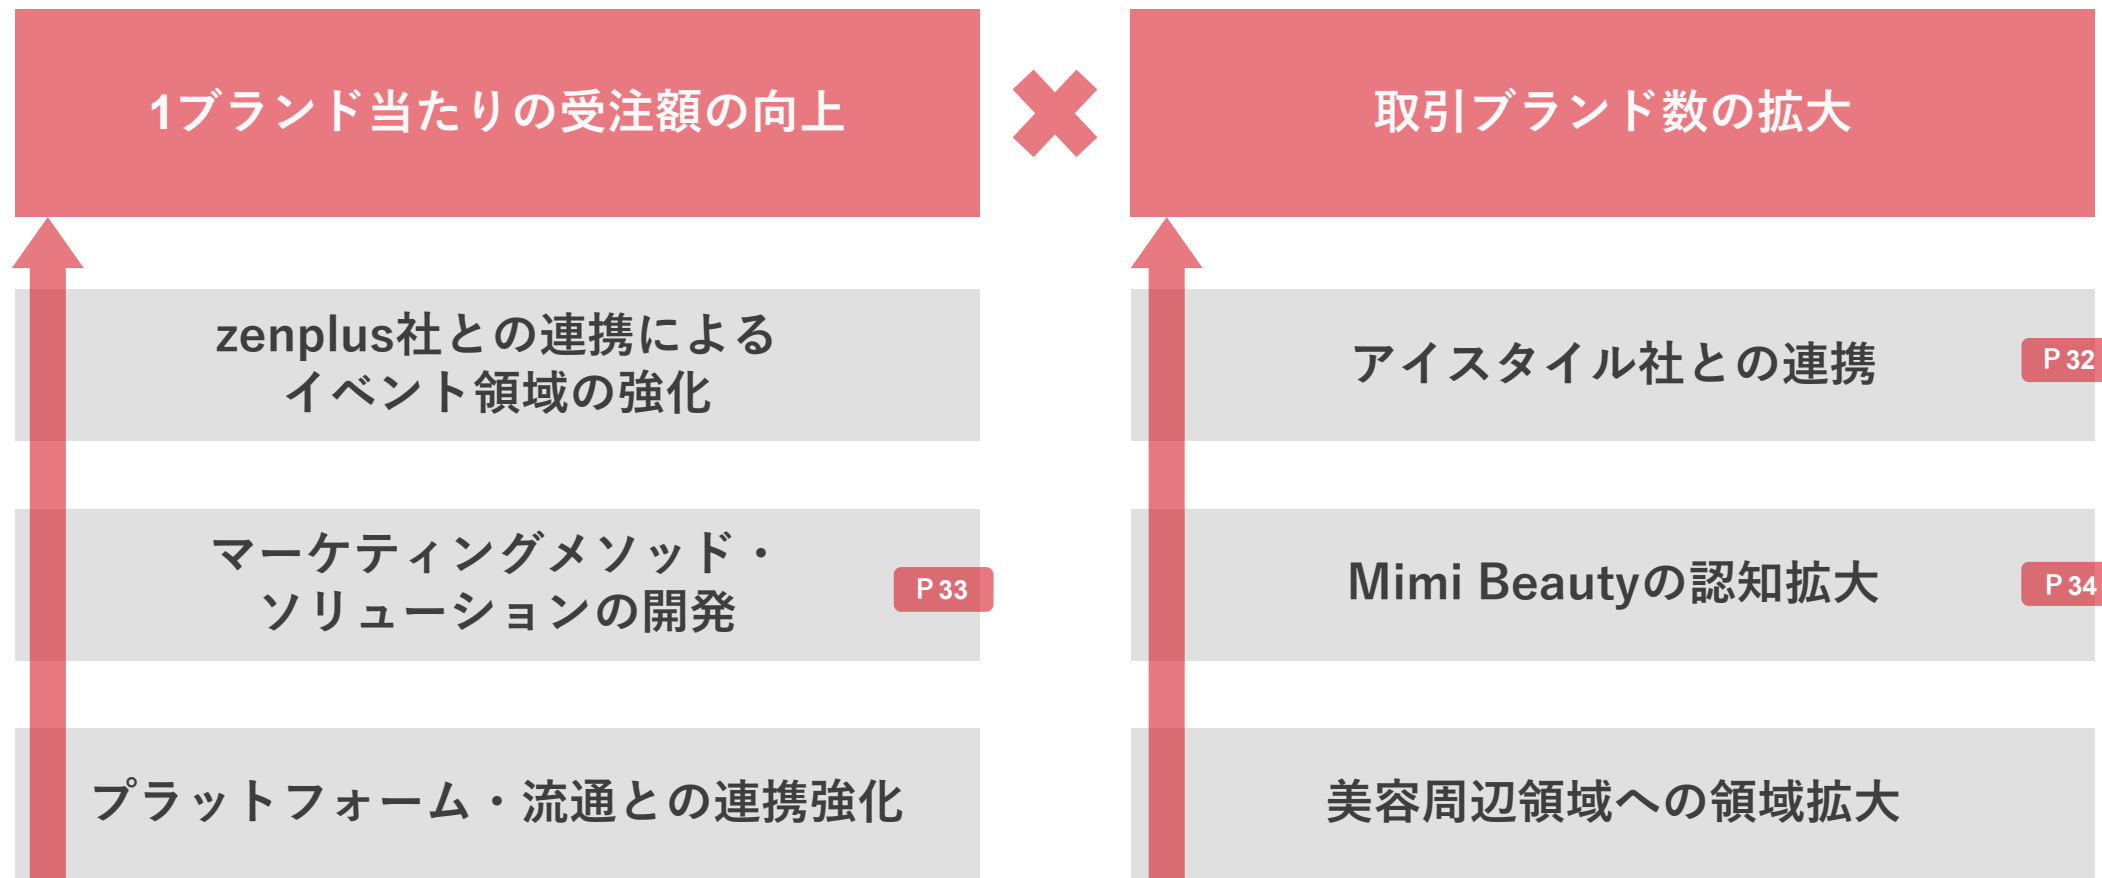 1ブランド当たりの受注額の向上
取引ブランド数の拡大
zenplus社との連携による
イベント領域の強化
アイスタイル社との連携
P 32
マーケティングメソッド・
ソリューションの開発
P 33
Mimi Beautyの認知拡大
P 34
プラットフォーム・流通との連携強化
美容周辺領域への領域拡大